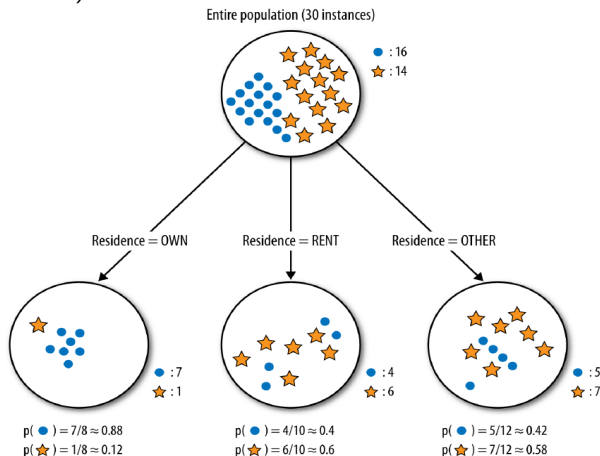 Entire population (30 instances)
: 16
: 14
Residence = OWN
Residence = RENT
Residence = OTHER
: 7
: 1
: 4
: 6
: 5
: 7
p( ) = 7/8 ≈ 0.88
p( ) = 1/8 ≈ 0.12
p( ) = 4/10 ≈ 0.4
p( ) = 6/10 ≈ 0.6
p( ) = 5/12 ≈ 0.42
p( ) = 7/12 ≈ 0.58